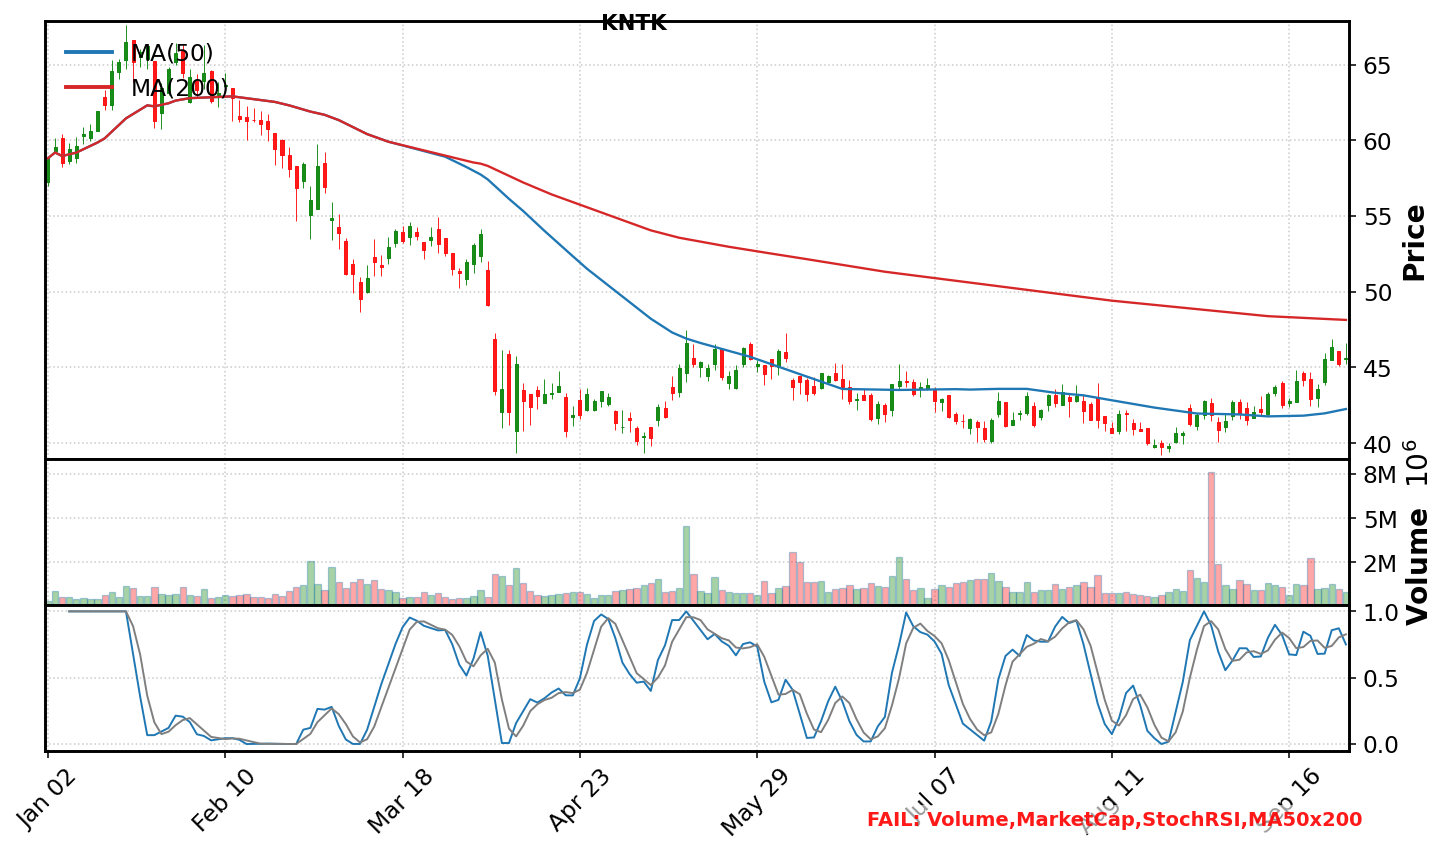 KNTK
MA(50)
MA(200)
65
60
55
50
45
40
Price
8M
5M
2M
Volume 10^6
1.0
0.5
0.0
Jan 02
Feb 10
Mar 18
Apr 23
May 29
Jul 07
Aug 11
Sep 16
FAIL: Volume,MarketCap,StochRSI,MA50x200